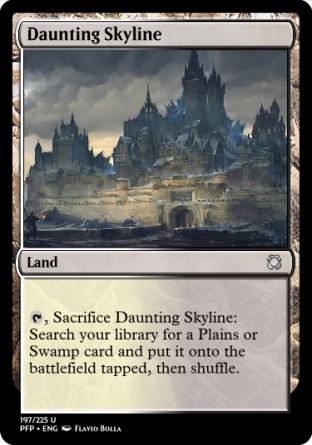 Daunting Skyline
Land
, Sacrifice Daunting Skyline:
Search your library for a Plains or
Swamp card and put it onto the
battlefield tapped, then shuffle.
197/225 U
PFP • ENG Flavio Bolla